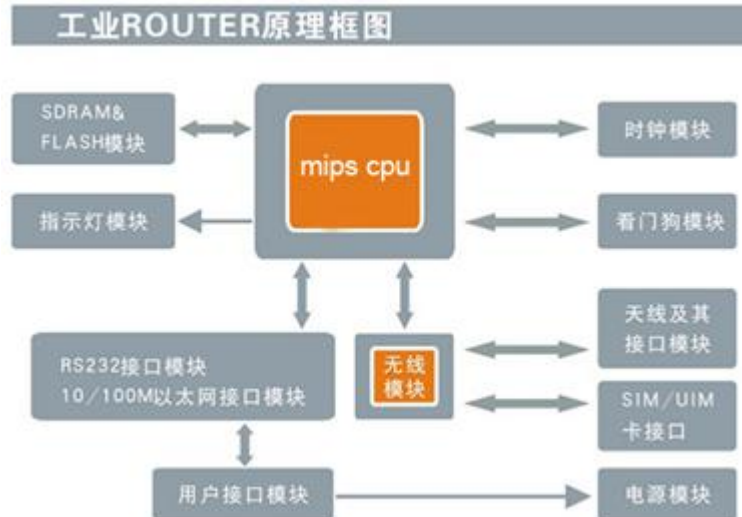 工业ROUTER原理框图
SDRAM&
FLASH模块
mips cpu
时钟模块
指示灯模块
看门狗模块
天线及其
接口模块
RS232接口模块
10/100M以太网接口模块
无线
模块
SIM/UIM
卡接口
用户接口模块
电源模块